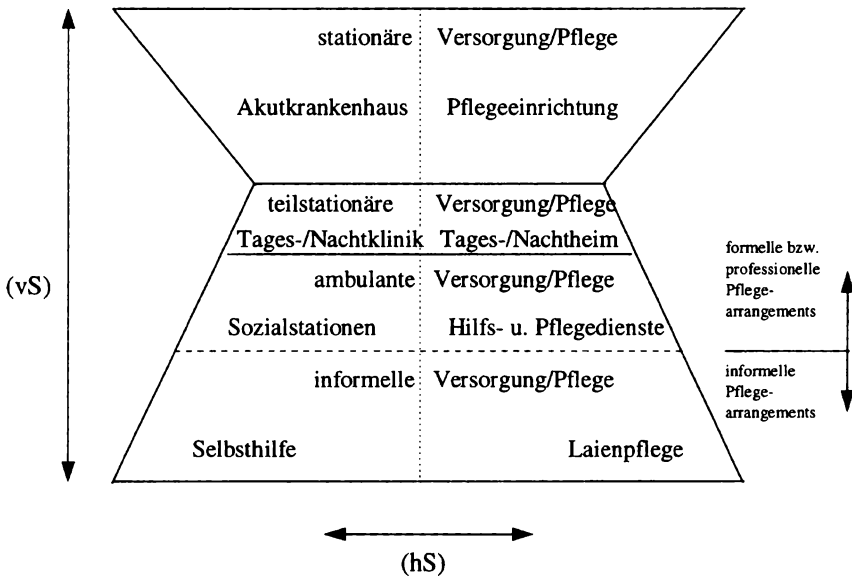 stationäre Versorgung/Pflege
Akutkrankenhaus Pflegeeinrichtung
teilstationäre Versorgung/Pflege
Tages-/Nachtklinik Tages-/Nachtheim
ambulante Versorgung/Pflege
Sozialstationen Hilfs- u. Pflegedienste
informelle Versorgung/Pflege
Selbsthilfe Laienpflege
(vS)
(hS)
formelle bzw.
professionelle
Pflege-
arrangements
informelle
Pflege-
arrangements